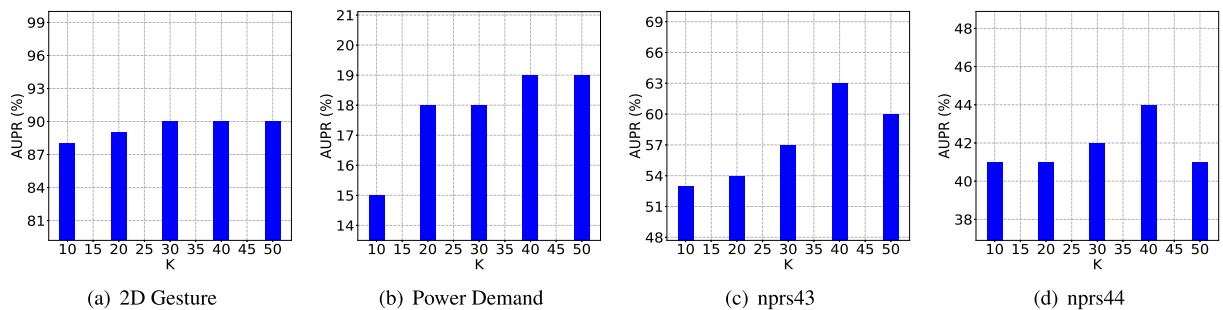 99
96
93
90
87
84
81
AUPR (%)
10 15 20 25 30 35 40 45 50
K
(a) 2D Gesture
21
20
19
18
17
16
15
14
AUPR (%)
10 15 20 25 30 35 40 45 50
K
(b) Power Demand
69
66
63
60
57
54
51
48
AUPR (%)
10 15 20 25 30 35 40 45 50
K
(c) nprs43
48
46
44
42
40
38
AUPR (%)
10 15 20 25 30 35 40 45 50
K
(d) nprs44